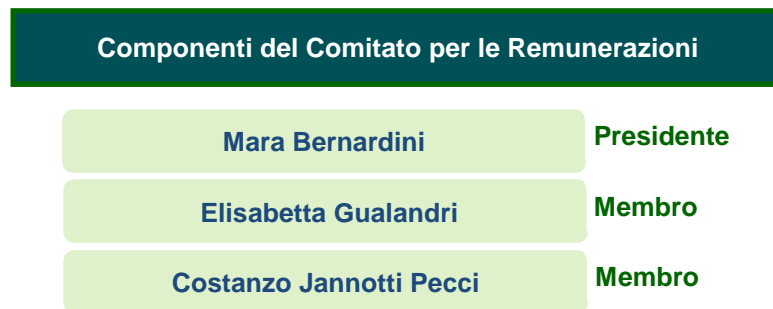 Componenti del Comitato per le Remunerazioni
Mara Bernardini Presidente
Elisabetta Gualandri Membro
Costanzo Jannotti Pecci Membro